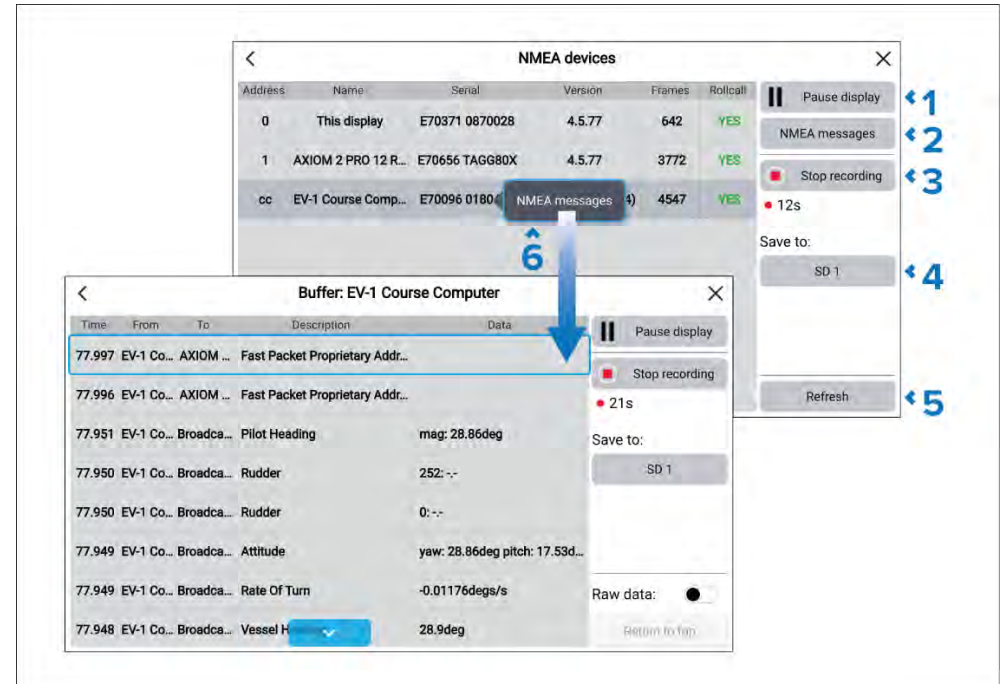 NMEA devices
Address Name Serial Version Frames Rollcall
0 This display E70371 0870028 4.5.77 642 YES
1 AXIOM 2 PRO 12 R... E70656 TAGG80X 4.5.77 3772 YES
cc EV-1 Course Comp... E70096 0180 4) 4547 YES
NMEA messages
Pause display
1
NMEA messages
2
Stop recording
3
12s
Save to:
SD 1
4
Refresh
5
6
Buffer: EV-1 Course Computer
Time From To Description Data
77.997 EV-1 Co... AXIOM ... Fast Packet Proprietary Addr...
77.996 EV-1 Co... AXIOM ... Fast Packet Proprietary Addr...
77.951 EV-1 Co... Broadca... Pilot Heading mag: 28.86deg
77.950 EV-1 Co... Broadca... Rudder 252: -.-
77.950 EV-1 Co... Broadca... Rudder 0: -.-
77.949 EV-1 Co... Broadca... Attitude yaw: 28.86deg pitch: 17.53d...
77.949 EV-1 Co... Broadca... Rate Of Turn -0.01176degs/s
77.948 EV-1 Co... Broadca... Vessel 28.9deg
Pause display
Stop recording
21s
Save to:
SD 1
Raw data:
Return to top